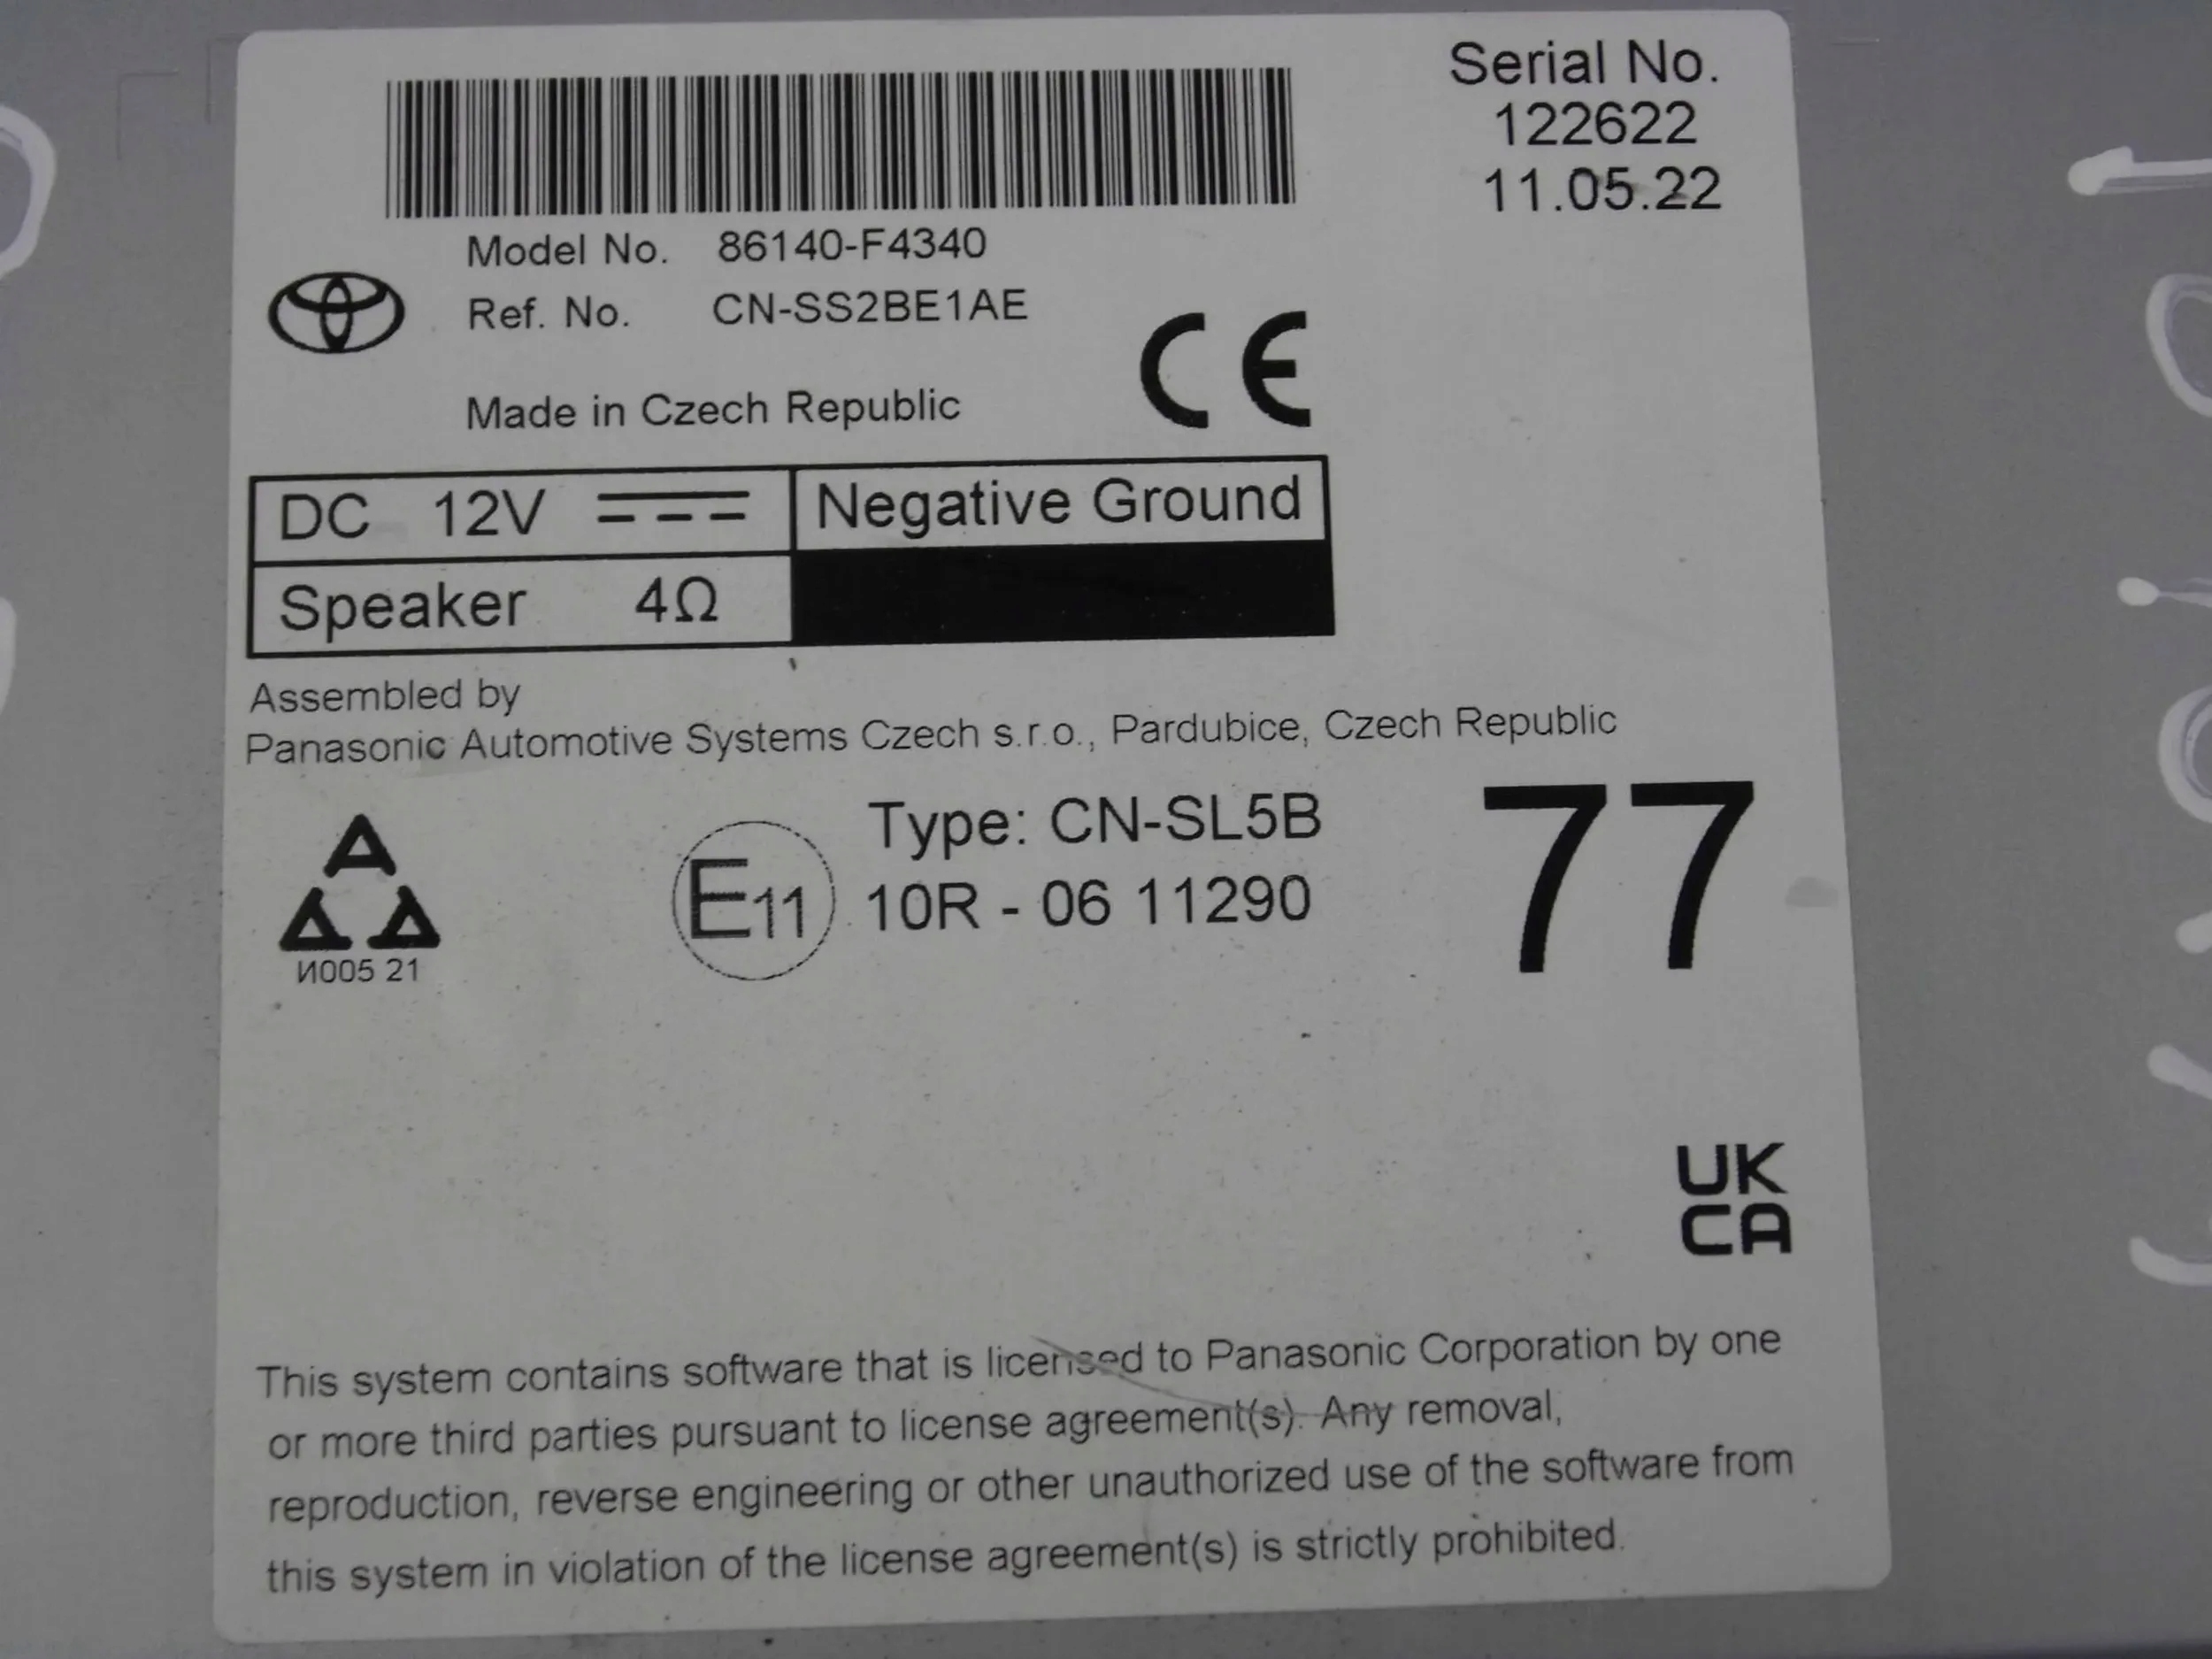 Serial No.
122622
11.05.22
Model No. 86140-F4340
Ref. No. CN-SS2BE1AE
Made in Czech Republic
CE
DC 12V Negative Ground
Speaker 4Ω
Assembled by
Panasonic Automotive Systems Czech s.r.o., Pardubice, Czech Republic
Type: CN-SL5B
E11 10R - 06 11290
77
И005 21
UK
CA
This system contains software that is licensed to Panasonic Corporation by one
or more third parties pursuant to license agreement(s). Any removal,
reproduction, reverse engineering or other unauthorized use of the software from
this system in violation of the license agreement(s) is strictly prohibited.